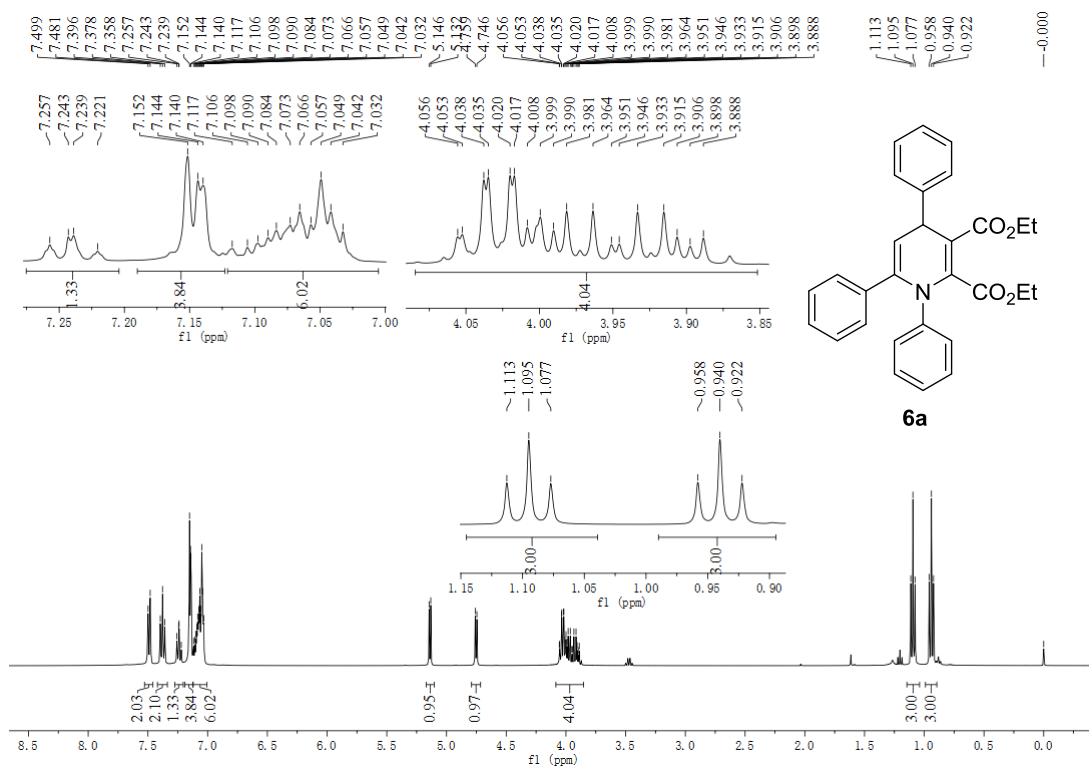 7.499 7.481 7.396 7.378 7.358 7.257 7.243 7.239 7.152 7.144 7.140 7.117 7.106 7.098 7.090 7.084 7.073 7.066 7.057 7.049 7.042 7.032 5.146 5.132 4.759 4.746 4.056 4.053 4.038 4.035 4.020 4.017 4.008 3.999 3.990 3.981 3.964 3.951 3.946 3.933 3.915 3.906 3.898 3.888 1.113 1.095 1.077 0.958 0.940 0.922 -0.000
7.257 7.243 7.239 7.221 7.152 7.144 7.140 7.117 7.106 7.098 7.090 7.084 7.073 7.066 7.057 7.049 7.042 7.032
1.33 3.84 6.02
7.25 7.20 7.15 7.10 7.05 7.00
f1 (ppm)
4.056 4.053 4.038 4.035 4.020 4.017 4.008 3.999 3.990 3.981 3.964 3.951 3.946 3.933 3.915 3.906 3.898 3.888
4.04
4.05 4.00 3.95 3.90 3.85
f1 (ppm)
CO2Et
CO2Et
N
6a
1.113 1.095 1.077 0.958 0.940 0.922
3.00 3.00
1.15 1.10 1.05 1.00 0.95 0.90
f1 (ppm)
2.03 2.10 1.33 3.84 6.02 0.95 0.97 4.04 3.00 3.00
8.5 8.0 7.5 7.0 6.5 6.0 5.5 5.0 4.5 4.0 3.5 3.0 2.5 2.0 1.5 1.0 0.5 0.0
f1 (ppm)